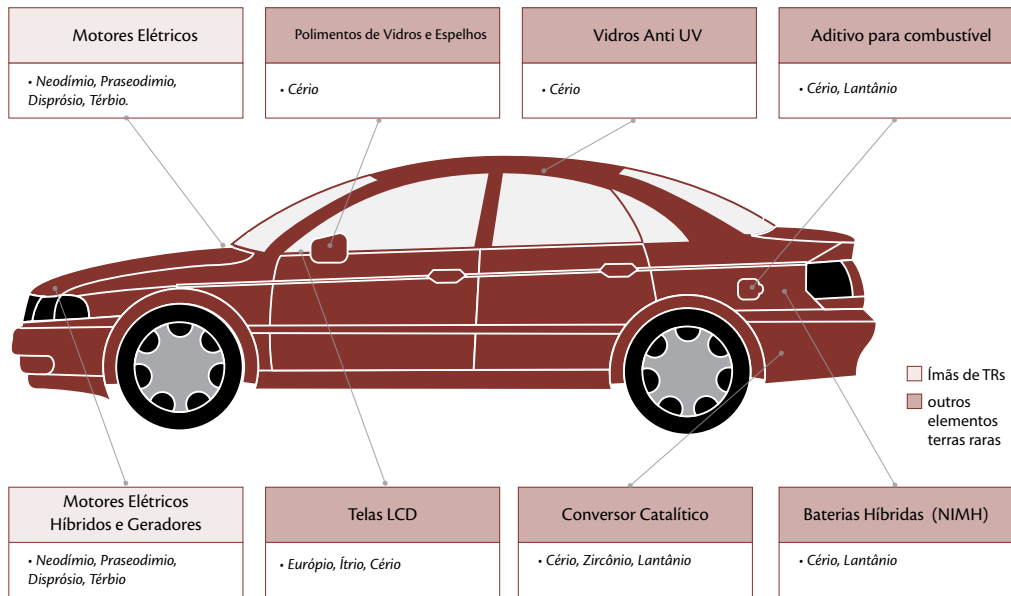 Motores Elétricos
• Neodímio, Praseodimio,
Disprósio, Térbio.
Polimentos de Vidros e Espelhos
• Cério
Vidros Anti UV
• Cério
Aditivo para combustível
• Cério, Lantânio
Ímãs de TRs
outros
elementos
terras raras
Motores Elétricos
Híbridos e Geradores
• Neodímio, Praseodimio,
Disprósio, Térbio
Telas LCD
• Európio, Ítrio, Cério
Conversor Catalítico
• Cério, Zircônio, Lantânio
Baterias Híbridas (NIMH)
• Cério, Lantânio